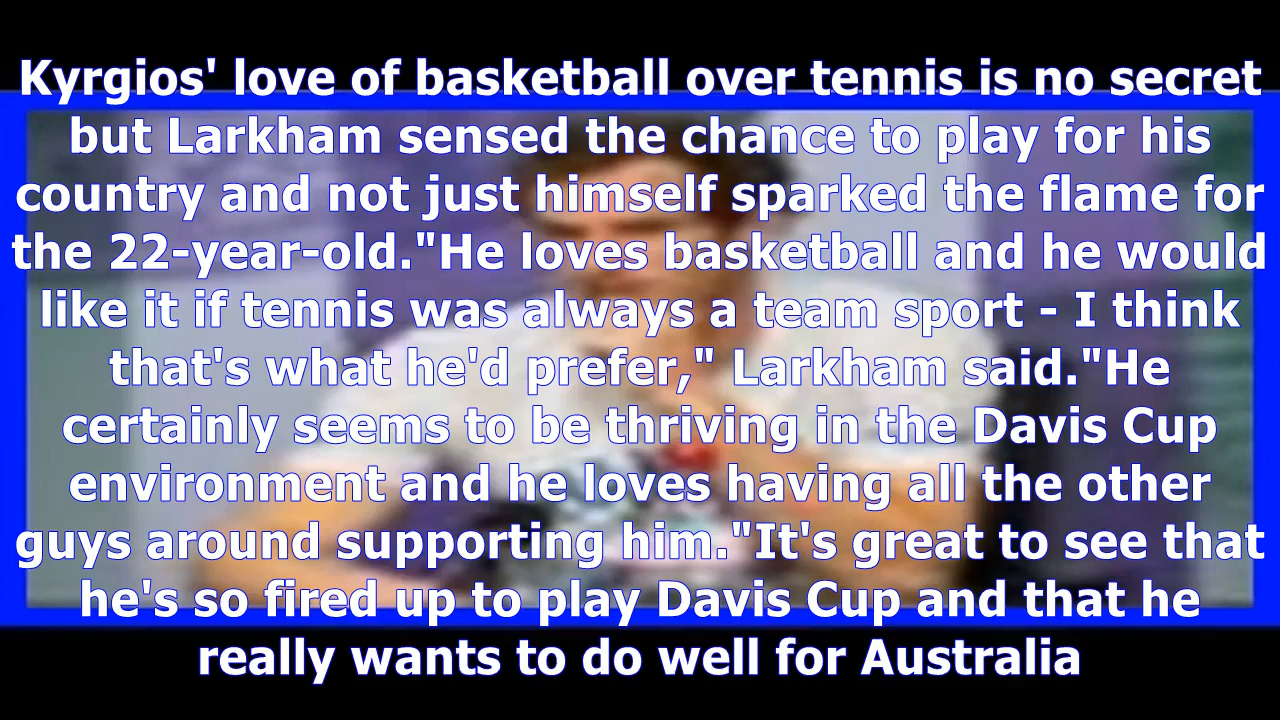 Kyrgios' love of basketball over tennis is no secret
but Larkham sensed the chance to play for his
country and not just himself sparked the flame for
the 22-year-old."He loves basketball and he would
like it if tennis was always a team sport - I think
that's what he'd prefer," Larkham said."He
certainly seems to be thriving in the Davis Cup
environment and he loves having all the other
guys around supporting him."It's great to see that
he's so fired up to play Davis Cup and that he
really wants to do well for Australia